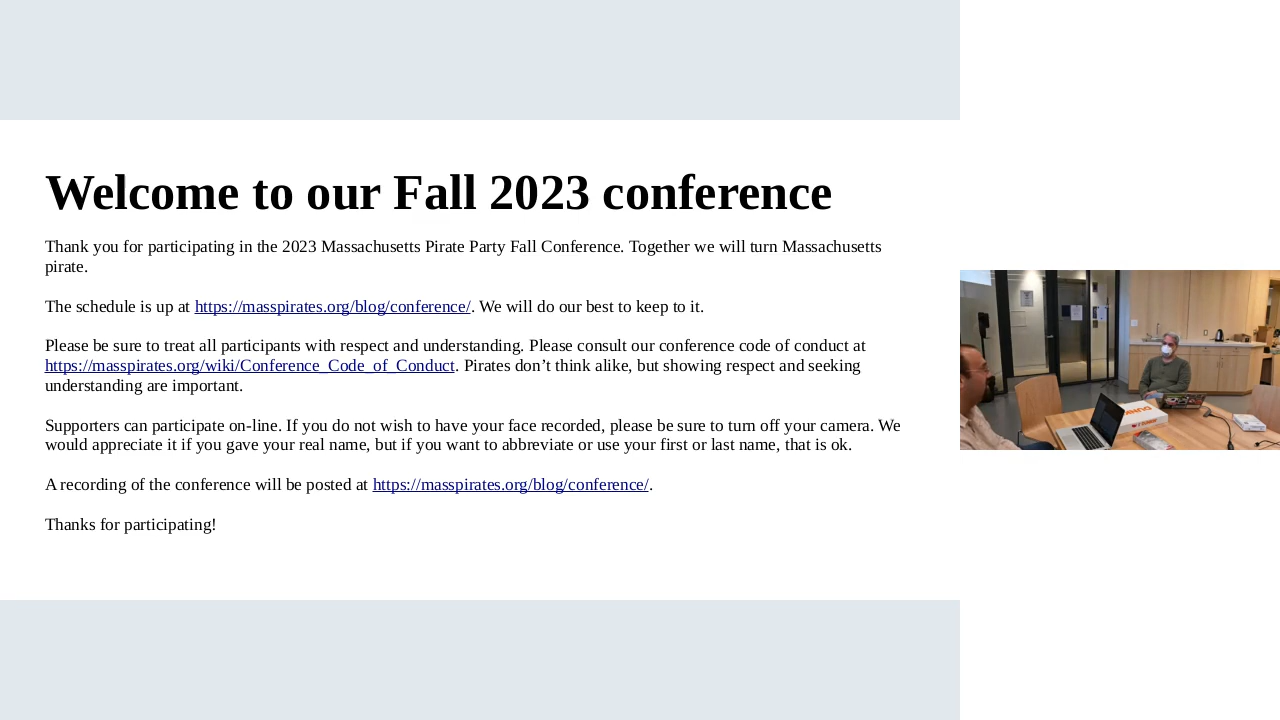 Welcome to our Fall 2023 conference
Thank you for participating in the 2023 Massachusetts Pirate Party Fall Conference. Together we will turn Massachusetts
pirate.
The schedule is up at https://masspirates.org/blog/conference/. We will do our best to keep to it.
Please be sure to treat all participants with respect and understanding. Please consult our conference code of conduct at
https://masspirates.org/wiki/Conference_Code_of_Conduct. Pirates don’t think alike, but showing respect and seeking
understanding are important.
Supporters can participate on-line. If you do not wish to have your face recorded, please be sure to turn off your camera. We
would appreciate it if you gave your real name, but if you want to abbreviate or use your first or last name, that is ok.
A recording of the conference will be posted at https://masspirates.org/blog/conference/.
Thanks for participating!